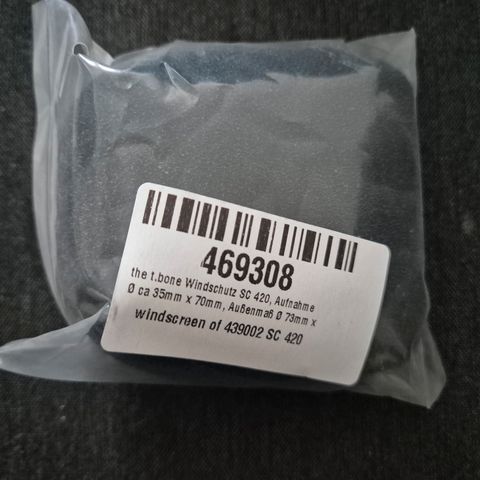 469308
the t.bone Windschutz SC 420, Aufnahme
Ø ca 35mm x 70mm, Außenmaß Ø 73mm x
windscreen of 439002 SC 420